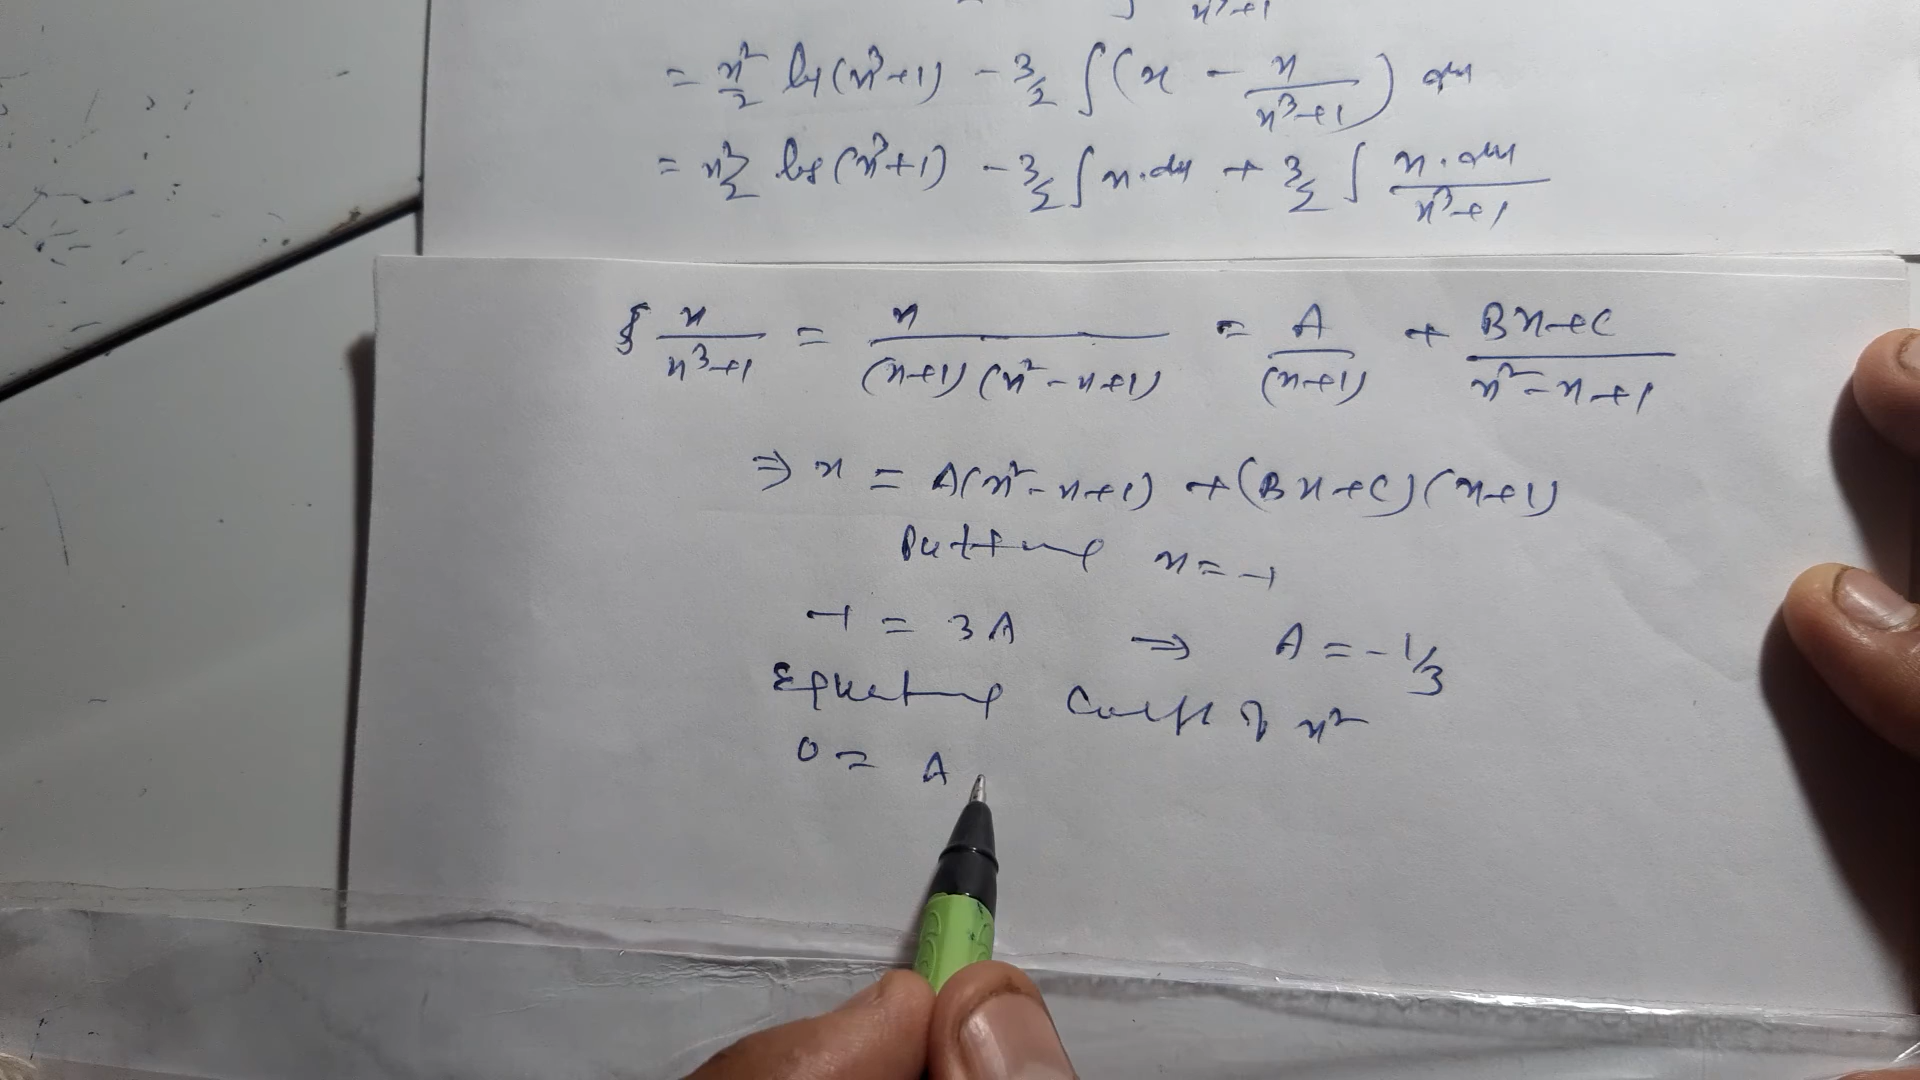 x³+1
= x²/2 log(x³+1) - 3/2 ∫(x - x/(x³+1)) dx
= x²/2 log(x³+1) - 3/2 ∫x.dx + 3/2 ∫ x.dx/(x³+1)
x/(x³+1) = x/((x+1)(x²-x+1)) = A/(x+1) + (Bx+C)/(x²-x+1)
⇒ x = A(x²-x+1) + (Bx+C)(x+1)
Putting x = -1
-1 = 3A ⇒ A = -1/3
Equating Coeff of x²
0 = A